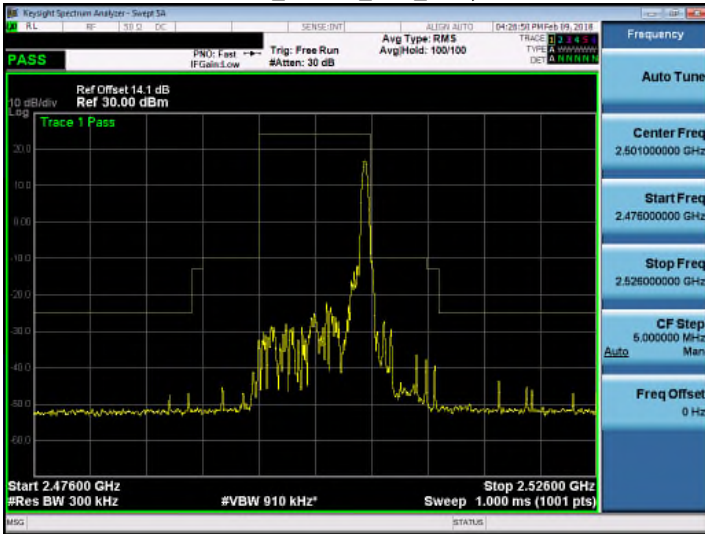 Keysight Spectrum Analyzer - Swept SA
RL RF 50 Ω DC SENSE:INT ALIGN AUTO 04:28:58 PM Feb 09, 2018
PASS
PNO: Fast
IFGain:Low
Trig: Free Run
#Atten: 30 dB
Avg Type: RMS
Avg|Hold: 100/100
TRACE 1 2 3 4 5 6
TYPE A WWWWW
DET A N N N N N
Frequency
Auto Tune
Center Freq
2.501000000 GHz
Start Freq
2.476000000 GHz
Stop Freq
2.526000000 GHz
CF Step
5.000000 MHz
Auto Man
Freq Offset
0 Hz
Ref Offset 14.1 dB
10 dB/div Ref 30.00 dBm
Log
Trace 1 Pass
20.0
10.0
0.00
-10.0
-20.0
-30.0
-40.0
-50.0
-60.0
Start 2.47600 GHz Stop 2.52600 GHz
#Res BW 300 kHz #VBW 910 kHz* Sweep 1.000 ms (1001 pts)
MSG STATUS